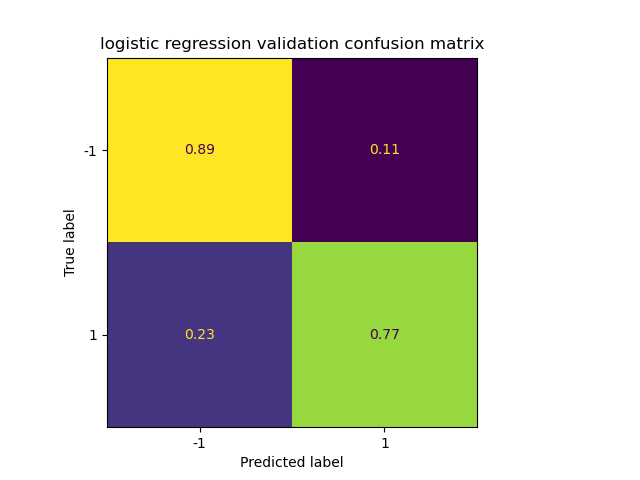 logistic regression validation confusion matrix
-1
0.89
0.11
True label
1
0.23
0.77
-1
1
Predicted label